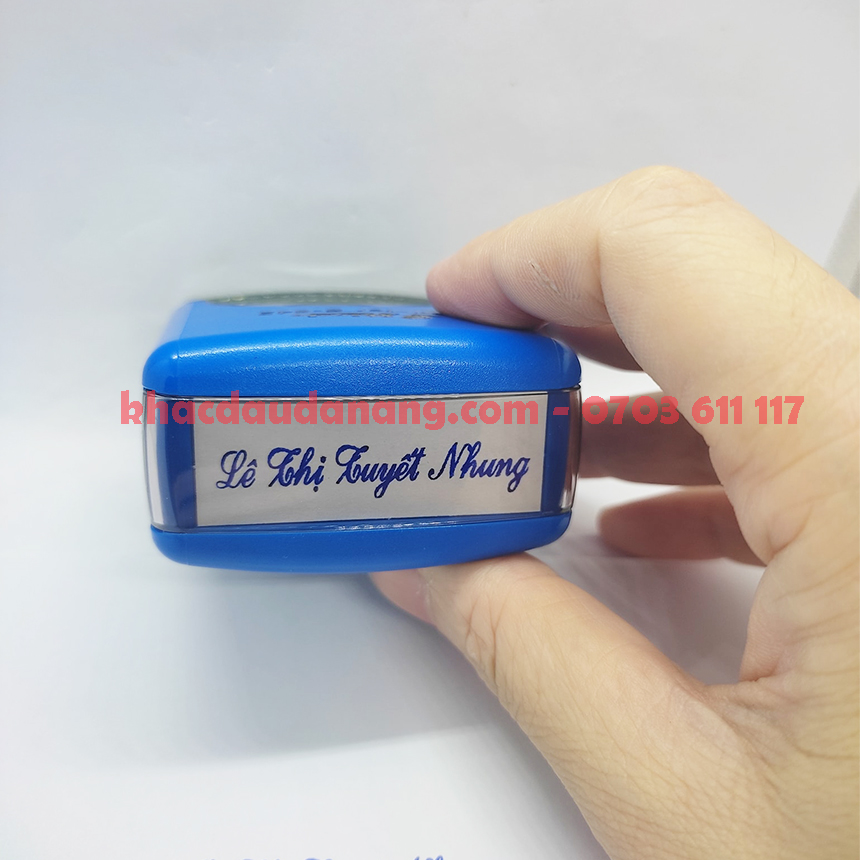 khacdaudanang.com - 0703 611 117
Lê Thị Tuyết Nhung